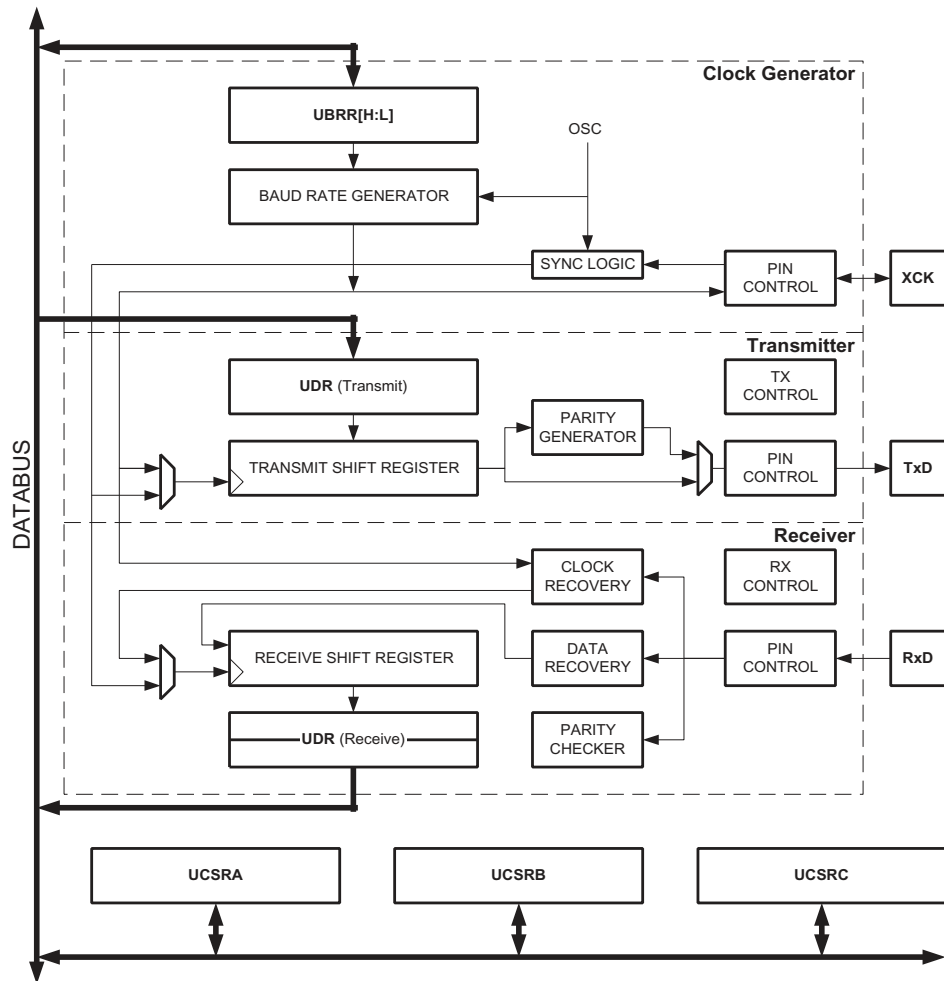 Clock Generator
UBRR[H:L]
OSC
BAUD RATE GENERATOR
SYNC LOGIC
PIN
CONTROL
XCK
Transmitter
UDR (Transmit)
TX
CONTROL
PARITY
GENERATOR
TRANSMIT SHIFT REGISTER
PIN
CONTROL
TxD
DATABUS
Receiver
CLOCK
RECOVERY
RX
CONTROL
RECEIVE SHIFT REGISTER
DATA
RECOVERY
PIN
CONTROL
RxD
UDR (Receive)
PARITY
CHECKER
UCSRA
UCSRB
UCSRC